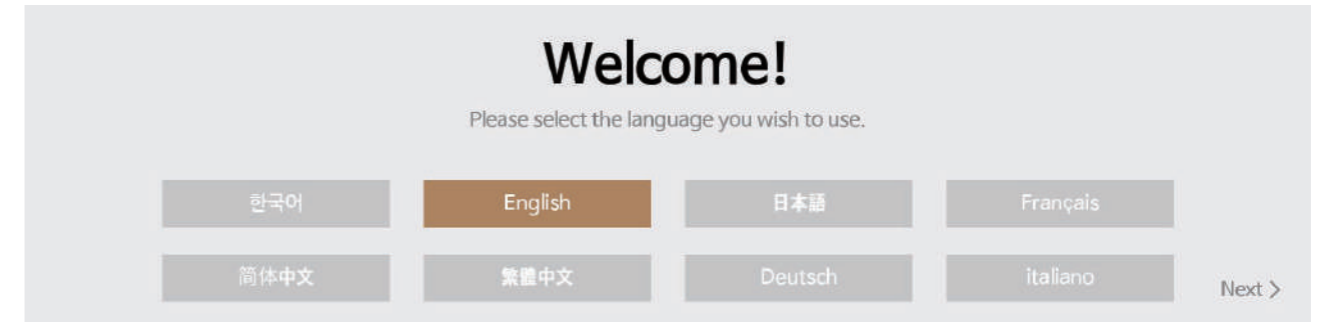 Welcome!
Please select the language you wish to use.
한국어 English 日本語 Français
简体中文 繁體中文 Deutsch italiano
Next >